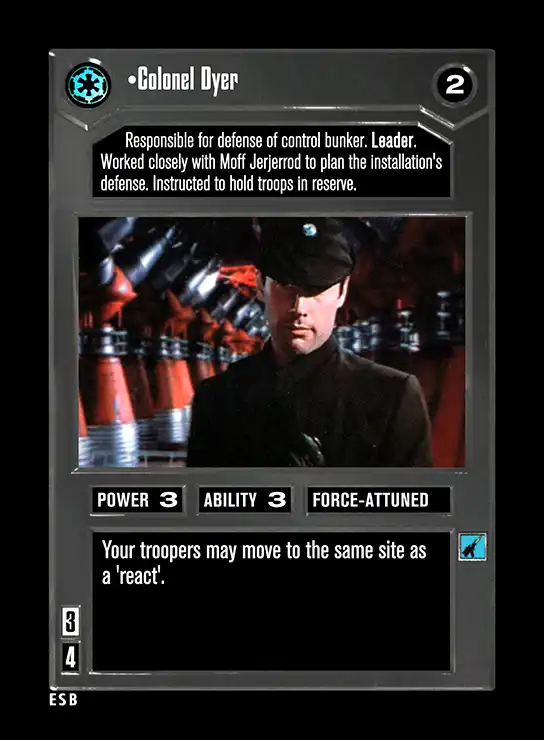 •Colonel Dyer
2
Responsible for defense of control bunker. Leader.
Worked closely with Moff Jerjerrod to plan the installation's
defense. Instructed to hold troops in reserve.
POWER 3 ABILITY 3 FORCE-ATTUNED
Your troopers may move to the same site as
a 'react'.
3
4
ESB